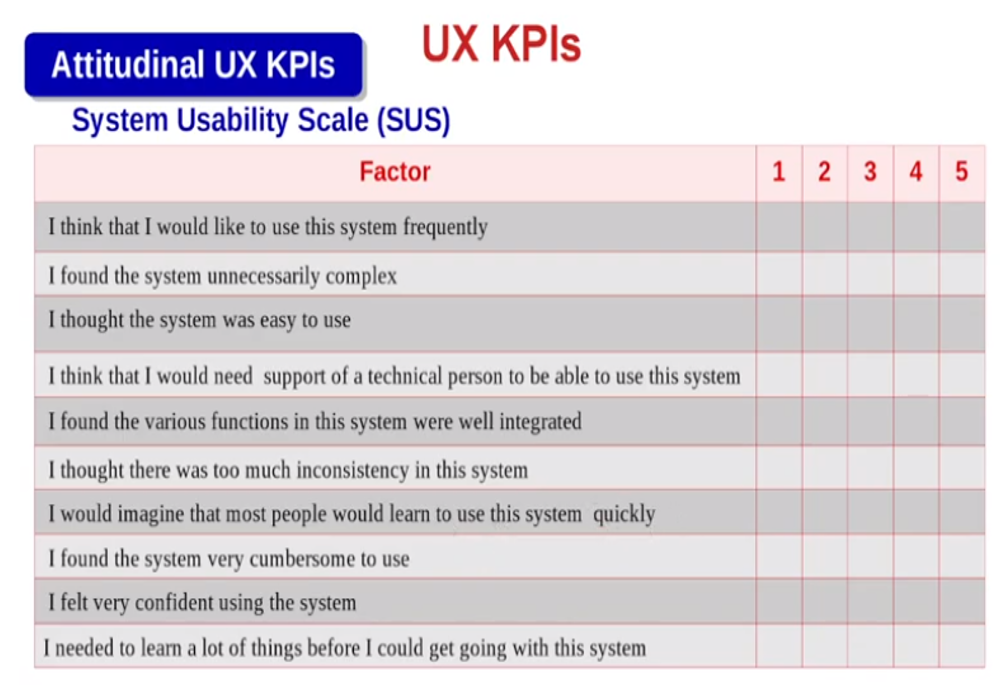 UX KPIs
Attitudinal UX KPIs
System Usability Scale (SUS)
Factor 1 2 3 4 5
I think that I would like to use this system frequently
I found the system unnecessarily complex
I thought the system was easy to use
I think that I would need support of a technical person to be able to use this system
I found the various functions in this system were well integrated
I thought there was too much inconsistency in this system
I would imagine that most people would learn to use this system quickly
I found the system very cumbersome to use
I felt very confident using the system
I needed to learn a lot of things before I could get going with this system